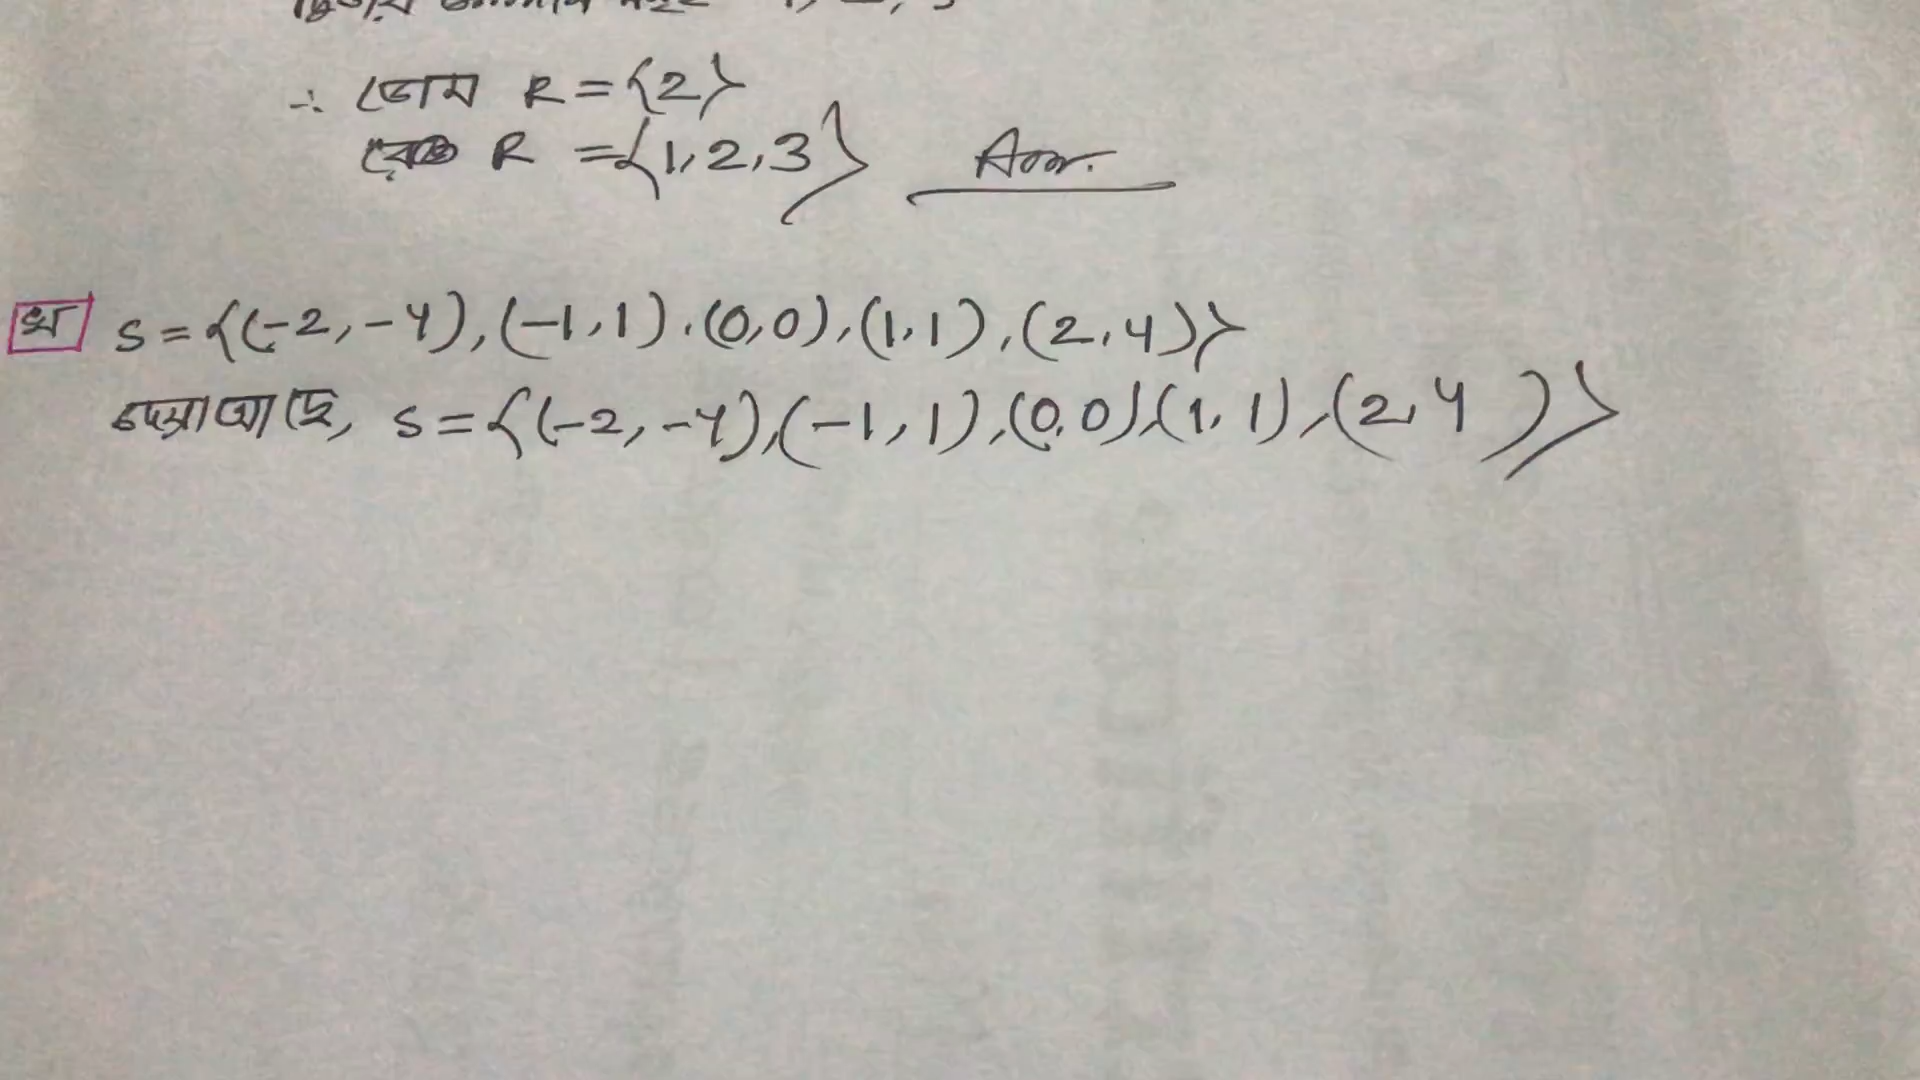 ∴ ডোম R = {2}
রেঞ্জ R = {1, 2, 3} Ans.
খ S = {(-2, -4), (-1, 1), (0, 0), (1, 1), (2, 4)}
দেয়া আছে, S = {(-2, -4), (-1, 1), (0, 0), (1, 1), (2, 4)}